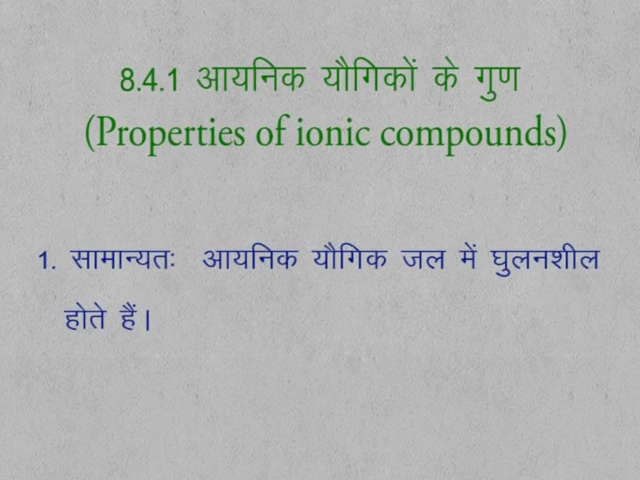 8.4.1 आयनिक यौगिकों के गुण
(Properties of ionic compounds)
1. सामान्यतः आयनिक यौगिक जल में घुलनशील
होते हैं।